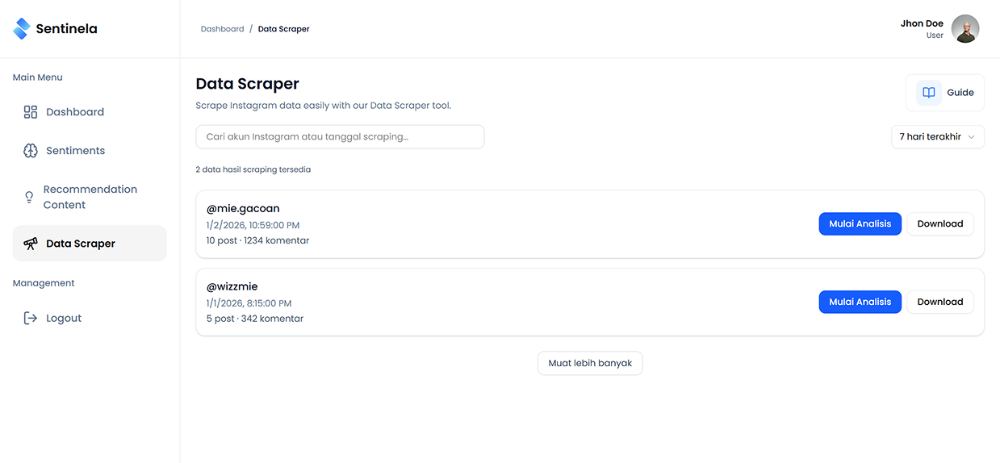 Sentinela
Dashboard / Data Scraper
Jhon Doe
User
Main Menu
Dashboard
Sentiments
Recommendation
Content
Data Scraper
Management
Logout
Data Scraper
Scrape Instagram data easily with our Data Scraper tool.
Guide
Cari akun Instagram atau tanggal scraping...
7 hari terakhir
2 data hasil scraping tersedia
@mie.gacoan
1/2/2026, 10:59:00 PM
10 post · 1234 komentar
Mulai Analisis
Download
@wizzmie
1/1/2026, 8:15:00 PM
5 post · 342 komentar
Mulai Analisis
Download
Muat lebih banyak